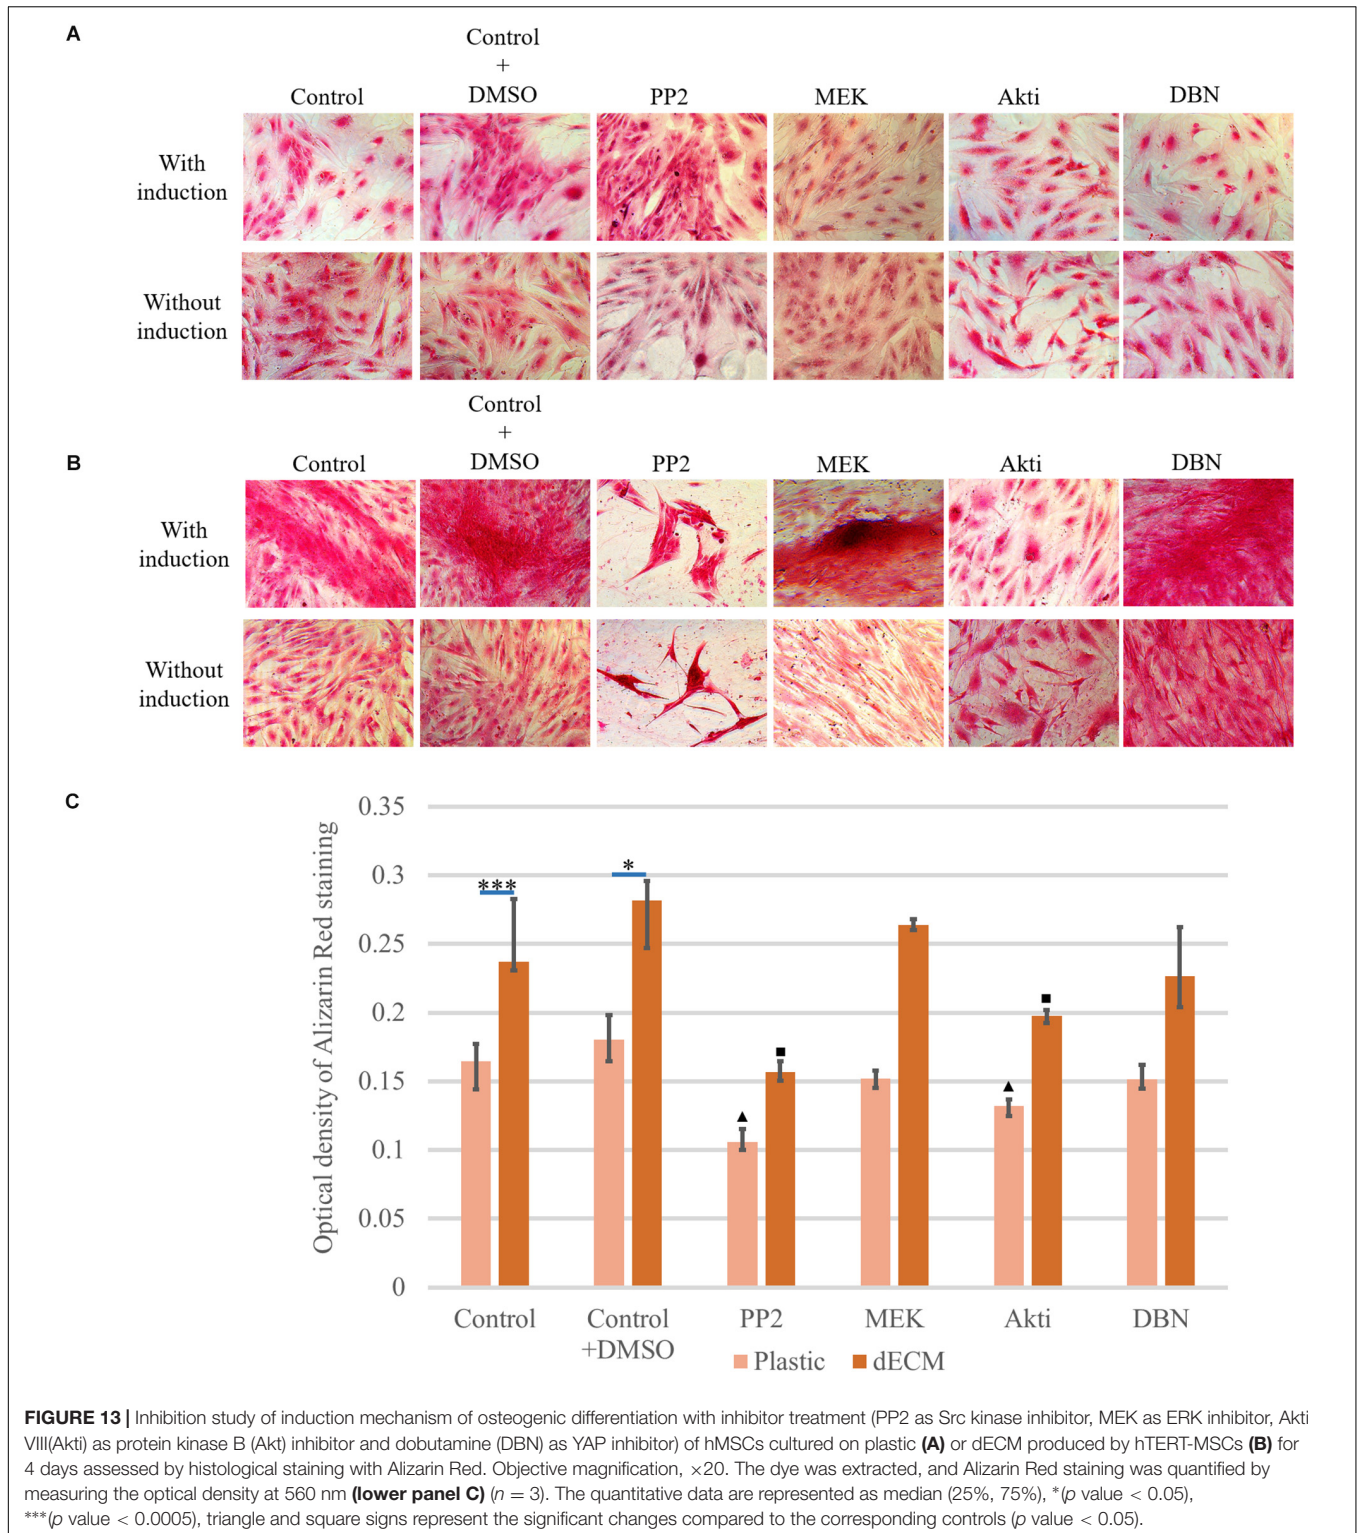 A
Control
+
DMSO
Control
PP2
MEK
Akti
DBN
With
induction
Without
induction
B
Control
+
DMSO
Control
PP2
MEK
Akti
DBN
With
induction
Without
induction
C
Optical density of Alizarin Red staining
0.35
0.3
0.25
0.2
0.15
0.1
0.05
0
***
*
Control
Control
+DMSO
PP2
MEK
Akti
DBN
Plastic
dECM
FIGURE 13 | Inhibition study of induction mechanism of osteogenic differentiation with inhibitor treatment (PP2 as Src kinase inhibitor, MEK as ERK inhibitor, Akti
VIII(Akti) as protein kinase B (Akt) inhibitor and dobutamine (DBN) as YAP inhibitor) of hMSCs cultured on plastic (A) or dECM produced by hTERT-MSCs (B) for
4 days assessed by histological staining with Alizarin Red. Objective magnification, ×20. The dye was extracted, and Alizarin Red staining was quantified by
measuring the optical density at 560 nm (lower panel C) (n = 3). The quantitative data are represented as median (25%, 75%), *(p value < 0.05),
***(p value < 0.0005), triangle and square signs represent the significant changes compared to the corresponding controls (p value < 0.05).